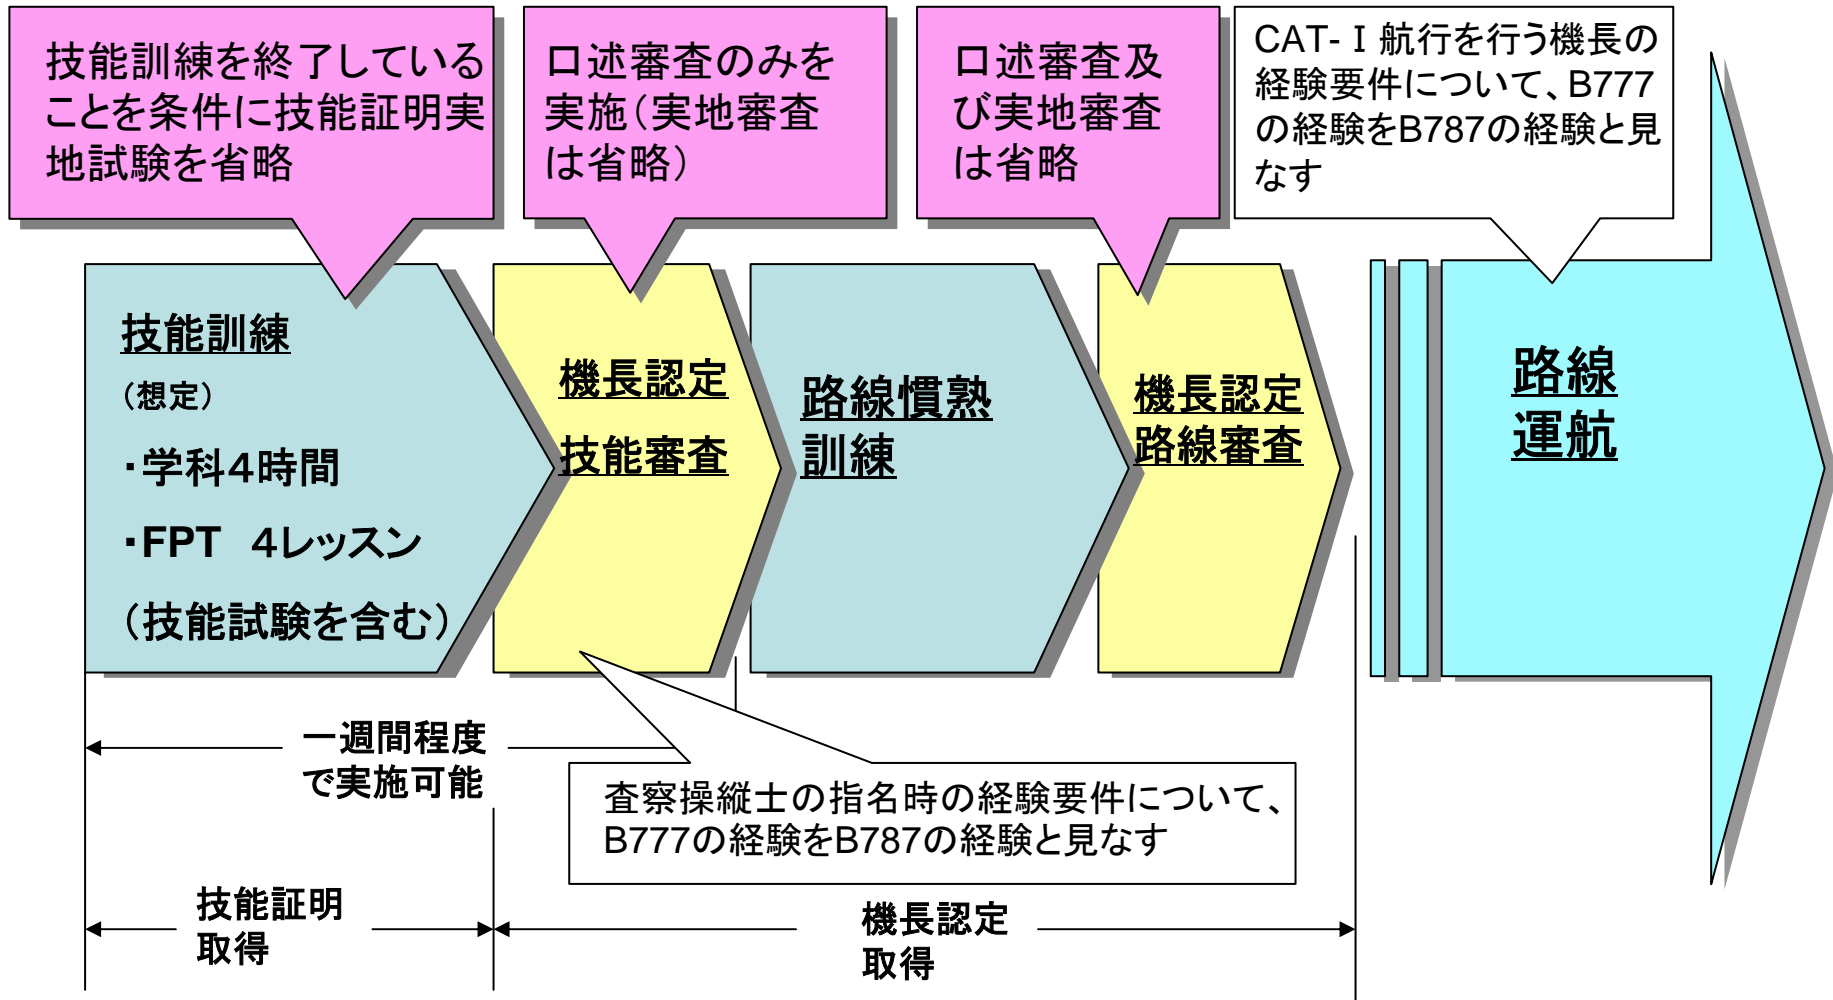 技能訓練を終了している
ことを条件に技能証明実
地試験を省略
口述審査のみを
実施（実地審査
は省略）
口述審査及
び実地審査
は省略
CAT-Ⅰ航行を行う機長の
経験要件について、B777
の経験をB787の経験と見
なす
技能訓練
（想定）
・学科４時間
・FPT　４レッスン
（技能試験を含む）
機長認定
技能審査
路線慣熟
訓練
機長認定
路線審査
路線
運航
一週間程度
で実施可能
査察操縦士の指名時の経験要件について、
B777の経験をB787の経験と見なす
技能証明
取得
機長認定
取得